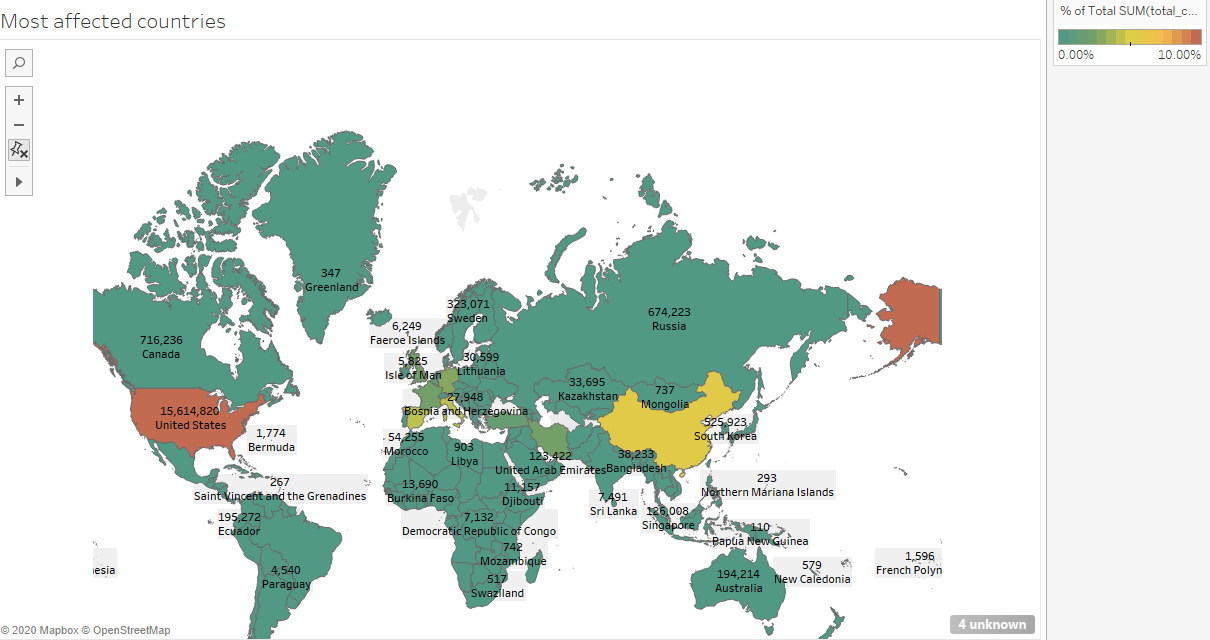 Most affected countries
% of Total SUM(total_c...
0.00%
10.00%
347
Greenland
323,071
Sweden
674,223
Russia
6,249
Faeroe Islands
716,236
Canada
5,825
Isle of Man
30,599
Lithuania
33,695
Kazakhstan
737
Mongolia
27,948
Bosnia and Herzegovina
15,614,820
United States
525,923
South Korea
1,774
Bermuda
54,255
Morocco
903
Libya
123,422
United Arab Emirates
38,233
Bangladesh
267
Saint Vincent and the Grenadines
13,690
Burkina Faso
11,157
Djibouti
7,491
Sri Lanka
293
Northern Mariana Islands
126,008
Singapore
195,272
Ecuador
7,132
Democratic Republic of Congo
110
Papua New Guinea
742
Mozambique
1,596
French Polyn
esia
4,540
Paraguay
517
Swaziland
194,214
Australia
579
New Caledonia
4 unknown
© 2020 Mapbox © OpenStreetMap